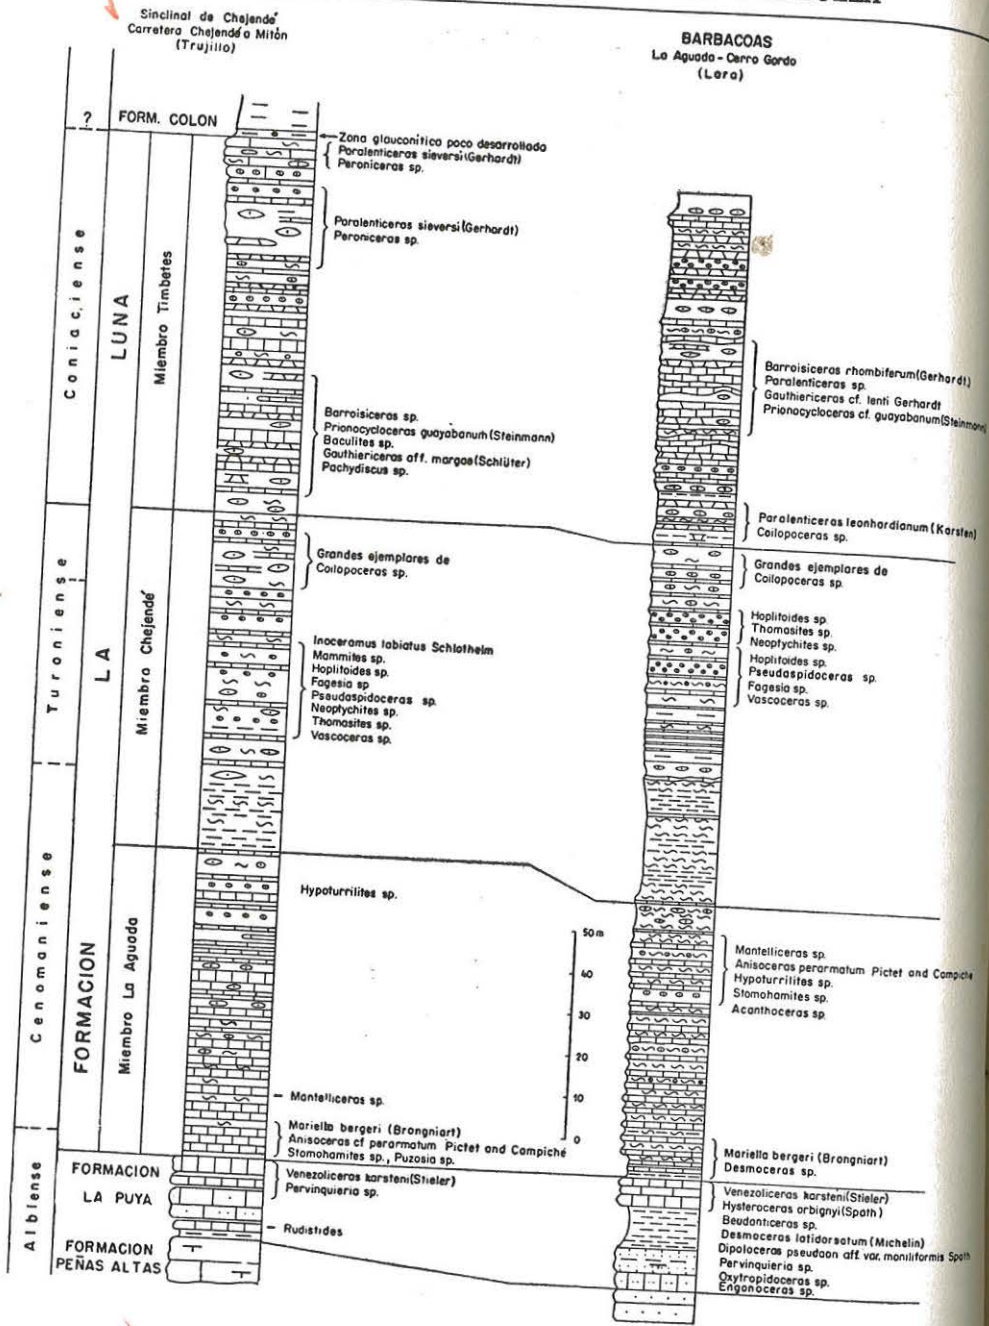 Sinclinal de Chejendé
Carretera Chejendé a Mitón
(Trujillo)
BARBACOAS
La Aguada - Cerro Gordo
(Lara)
?
FORM. COLON
Zona glauconítica poco desarrollada
Paralenticeras sieversi (Gerhardt)
Peroniceras sp.
Paralenticeras sieversi (Gerhardt)
Peroniceras sp.
Coniaciense
LUNA
Miembro Timbetes
Barroisiceras rhombiferum (Gerhardt)
Paralenticeras sp.
Gauthiericeras cf. lenti Gerhardt
Prionocycloceras cf. guayabanum (Steinmann)
Barroisiceras sp.
Prionocycloceras guayabanum (Steinmann)
Baculites sp.
Gauthiericeras aff. margae (Schlüter)
Pachydiscus sp.
Paralenticeras leonhardianum (Karsten)
Coilopoceras sp.
Turoniense
LA
Miembro Chejendé
Grandes ejemplares de
Coilopoceras sp.
Grandes ejemplares de
Coilopoceras sp.
Inoceramus labiatus Schlotheim
Mammites sp.
Hoplitoides sp.
Fagesia sp
Pseudaspidoceras sp.
Neoptychites sp.
Thomasites sp.
Vascoceras sp.
Hoplitoides sp.
Thomasites sp.
Neoptychites sp.
Hoplitoides sp.
Pseudaspidoceras sp.
Fagesia sp.
Vascoceras sp.
Cenomaniense
FORMACION
Miembro La Aguada
Hypoturrilites sp.
50 m
40
30
20
10
0
Mantelliceras sp.
Anisoceras perarmatum Pictet and Campiche
Hypoturrilites sp.
Stomohamites sp.
Acanthoceras sp.
Mantelliceras sp.
Mariella bergeri (Brongniart)
Anisoceras cf perarmatum Pictet and Campiché
Stomohamites sp., Puzosia sp.
Mariella bergeri (Brongniart)
Desmoceras sp.
Albiense
FORMACION
LA PUYA
Venezoliceras karsteni (Stieler)
Pervinquieria sp.
Rudistides
FORMACION
PEÑAS ALTAS
Venezoliceras karsteni (Stieler)
Hysteroceras orbignyi (Spath)
Beudanticeras sp.
Desmoceras latidorsatum (Michelin)
Dipoloceras pseudaon aff. var. moniliformis Spath
Pervinquieria sp.
Oxytropidoceras sp.
Engonoceras sp.